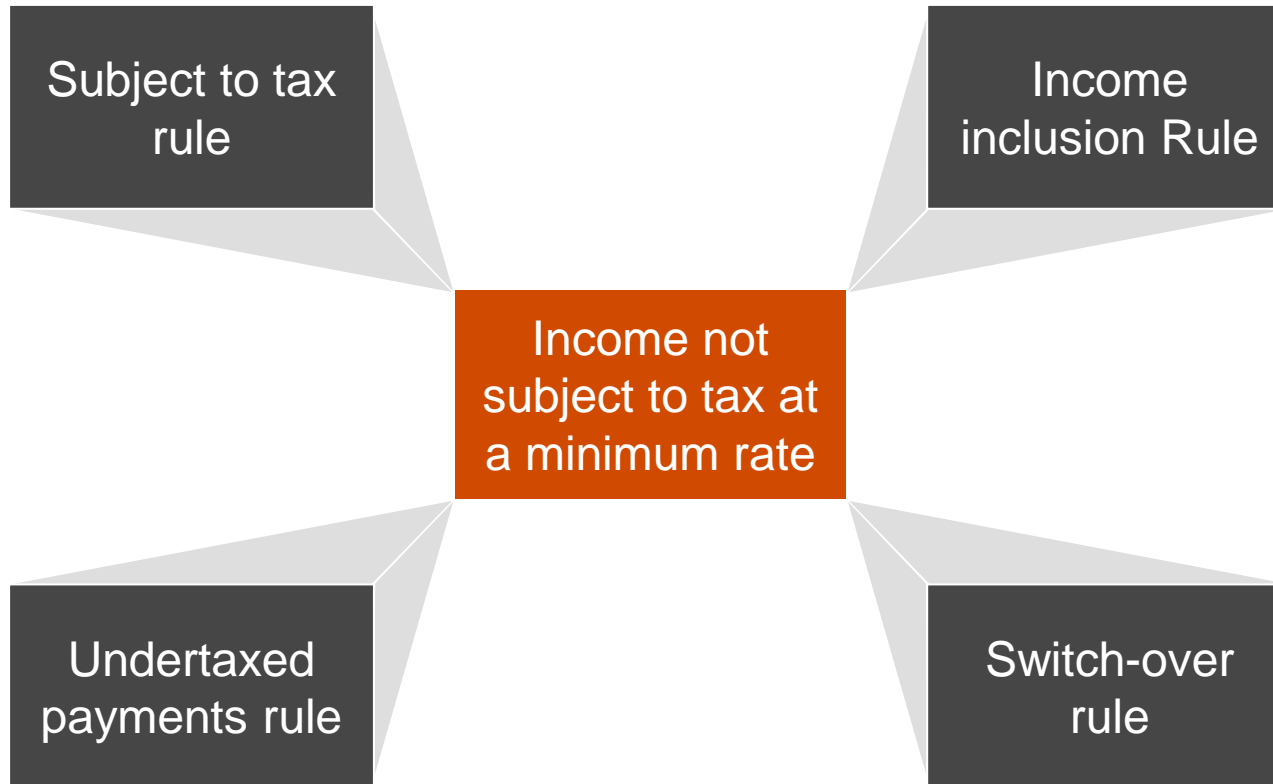 Subject to tax
rule
Income
inclusion Rule
Income not
subject to tax at
a minimum rate
Undertaxed
payments rule
Switch-over
rule